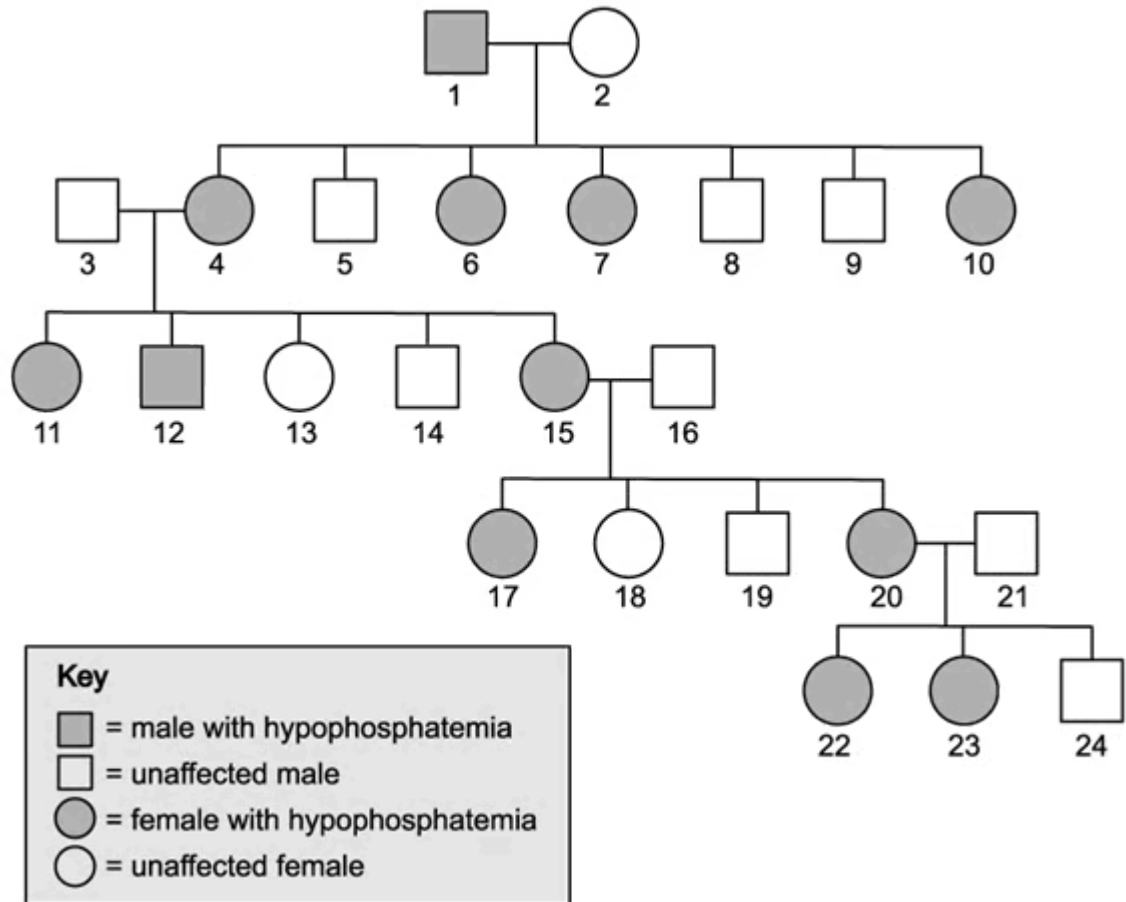 1 2
3 4 5 6 7 8 9 10
11 12 13 14 15 16
17 18 19 20 21
22 23 24
Key
= male with hypophosphatemia
= unaffected male
= female with hypophosphatemia
= unaffected female